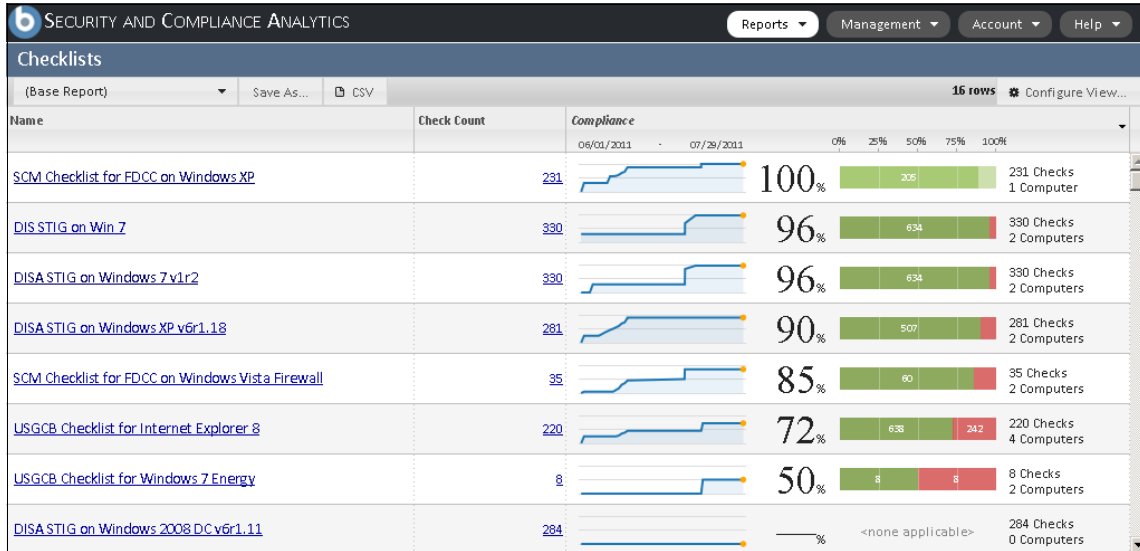 b SECURITY AND COMPLIANCE ANALYTICS
Reports Management Account Help
Checklists
(Base Report) Save As... CSV 16 rows Configure View...
Name Check Count Compliance
06/01/2011 - 07/29/2011 0% 25% 50% 75% 100%
SCM Checklist for FDCC on Windows XP 231 100% 205 231 Checks
1 Computer
DIS STIG on Win 7 330 96% 634 330 Checks
2 Computers
DISA STIG on Windows 7 v1r2 330 96% 634 330 Checks
2 Computers
DISA STIG on Windows XP v6r1.18 281 90% 507 281 Checks
2 Computers
SCM Checklist for FDCC on Windows Vista Firewall 35 85% 60 35 Checks
2 Computers
USGCB Checklist for Internet Explorer 8 220 72% 638 242 220 Checks
4 Computers
USGCB Checklist for Windows 7 Energy 8 50% 8 8 8 Checks
2 Computers
DISA STIG on Windows 2008 DC v6r1.11 284 % <none applicable> 284 Checks
0 Computers